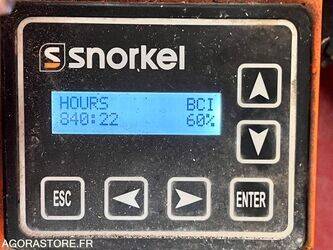 snorkel
HOURS BCI
840:22 60%
ESC ENTER
AGORASTORE.FR